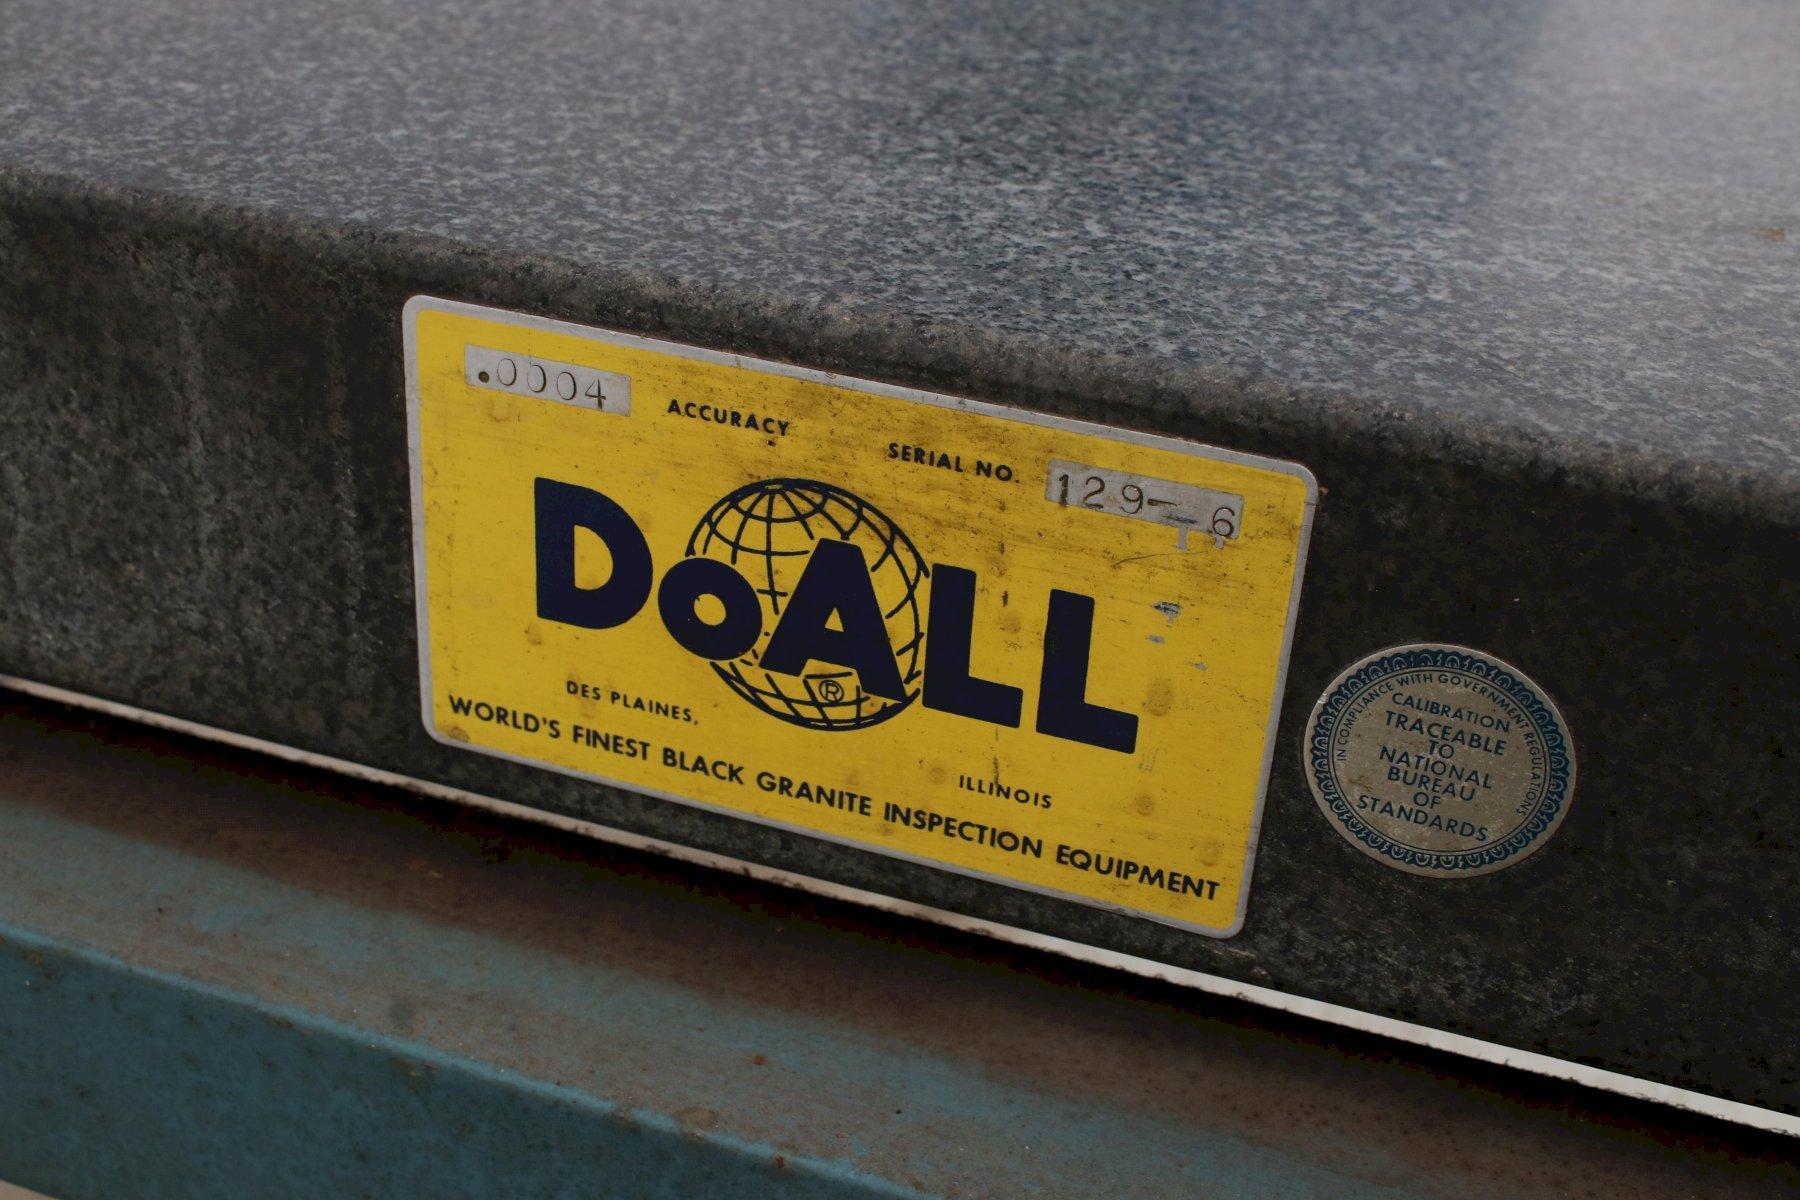 .0004 ACCURACY
SERIAL NO. 129-6
DoALL
®
DES PLAINES,
ILLINOIS
WORLD'S FINEST BLACK GRANITE INSPECTION EQUIPMENT
IN COMPLIANCE WITH GOVERNMENT REGULATIONS
CALIBRATION
TRACEABLE
TO
NATIONAL
BUREAU
OF
STANDARDS